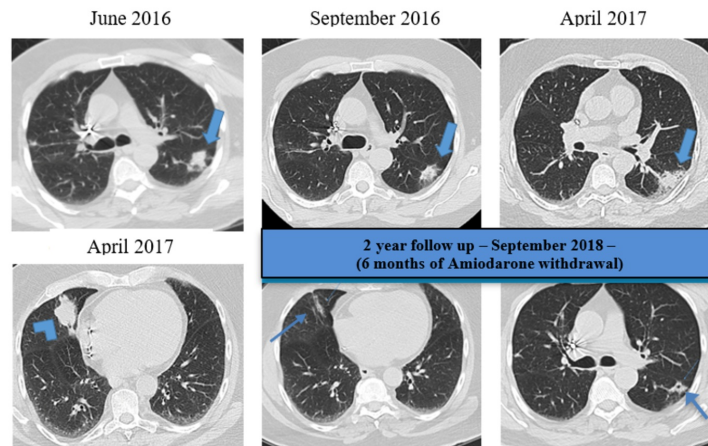 June 2016
September 2016
April 2017
April 2017
2 year follow up – September 2018 –
(6 months of Amiodarone withdrawal)